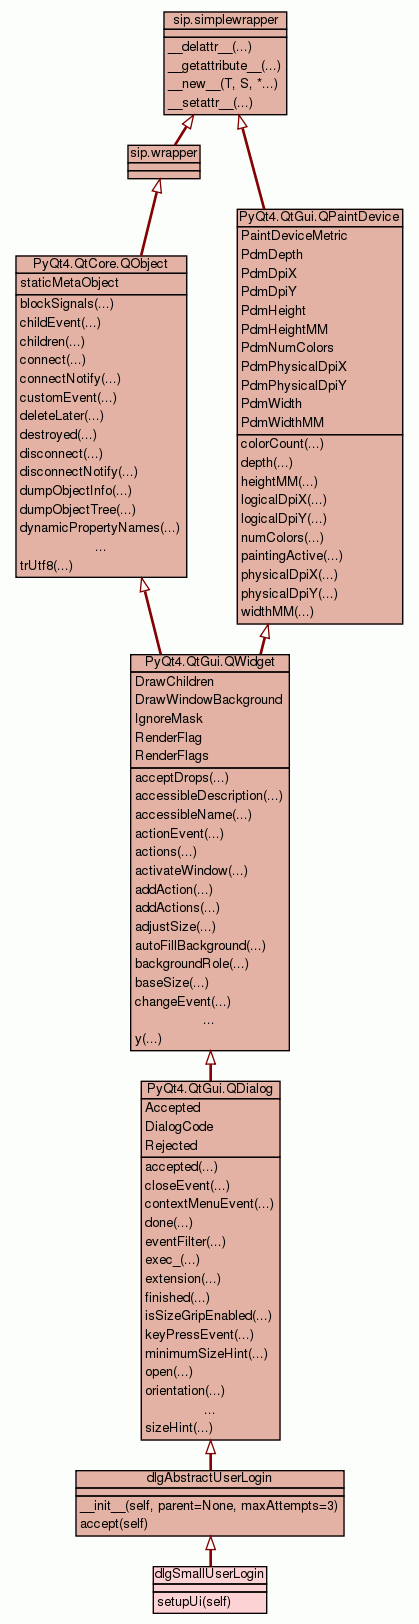 sip.simplewrapper
__delattr__(...)
__getattribute__(...)
__new__(T, S, *...)
__setattr__(...)
sip.wrapper
PyQt4.QtCore.QObject
staticMetaObject
blockSignals(...)
childEvent(...)
children(...)
connect(...)
connectNotify(...)
customEvent(...)
deleteLater(...)
destroyed(...)
disconnect(...)
disconnectNotify(...)
dumpObjectInfo(...)
dumpObjectTree(...)
dynamicPropertyNames(...)
...
trUtf8(...)
PyQt4.QtGui.QPaintDevice
PaintDeviceMetric
PdmDepth
PdmDpiX
PdmDpiY
PdmHeight
PdmHeightMM
PdmNumColors
PdmPhysicalDpiX
PdmPhysicalDpiY
PdmWidth
PdmWidthMM
colorCount(...)
depth(...)
heightMM(...)
logicalDpiX(...)
logicalDpiY(...)
numColors(...)
paintingActive(...)
physicalDpiX(...)
physicalDpiY(...)
widthMM(...)
PyQt4.QtGui.QWidget
DrawChildren
DrawWindowBackground
IgnoreMask
RenderFlag
RenderFlags
acceptDrops(...)
accessibleDescription(...)
accessibleName(...)
actionEvent(...)
actions(...)
activateWindow(...)
addAction(...)
addActions(...)
adjustSize(...)
autoFillBackground(...)
backgroundRole(...)
baseSize(...)
changeEvent(...)
...
y(...)
PyQt4.QtGui.QDialog
Accepted
DialogCode
Rejected
accepted(...)
closeEvent(...)
contextMenuEvent(...)
done(...)
eventFilter(...)
exec_(...)
extension(...)
finished(...)
isSizeGripEnabled(...)
keyPressEvent(...)
minimumSizeHint(...)
open(...)
orientation(...)
...
sizeHint(...)
dlgAbstractUserLogin
__init__(self, parent=None, maxAttempts=3)
accept(self)
dlgSmallUserLogin
setupUi(self)